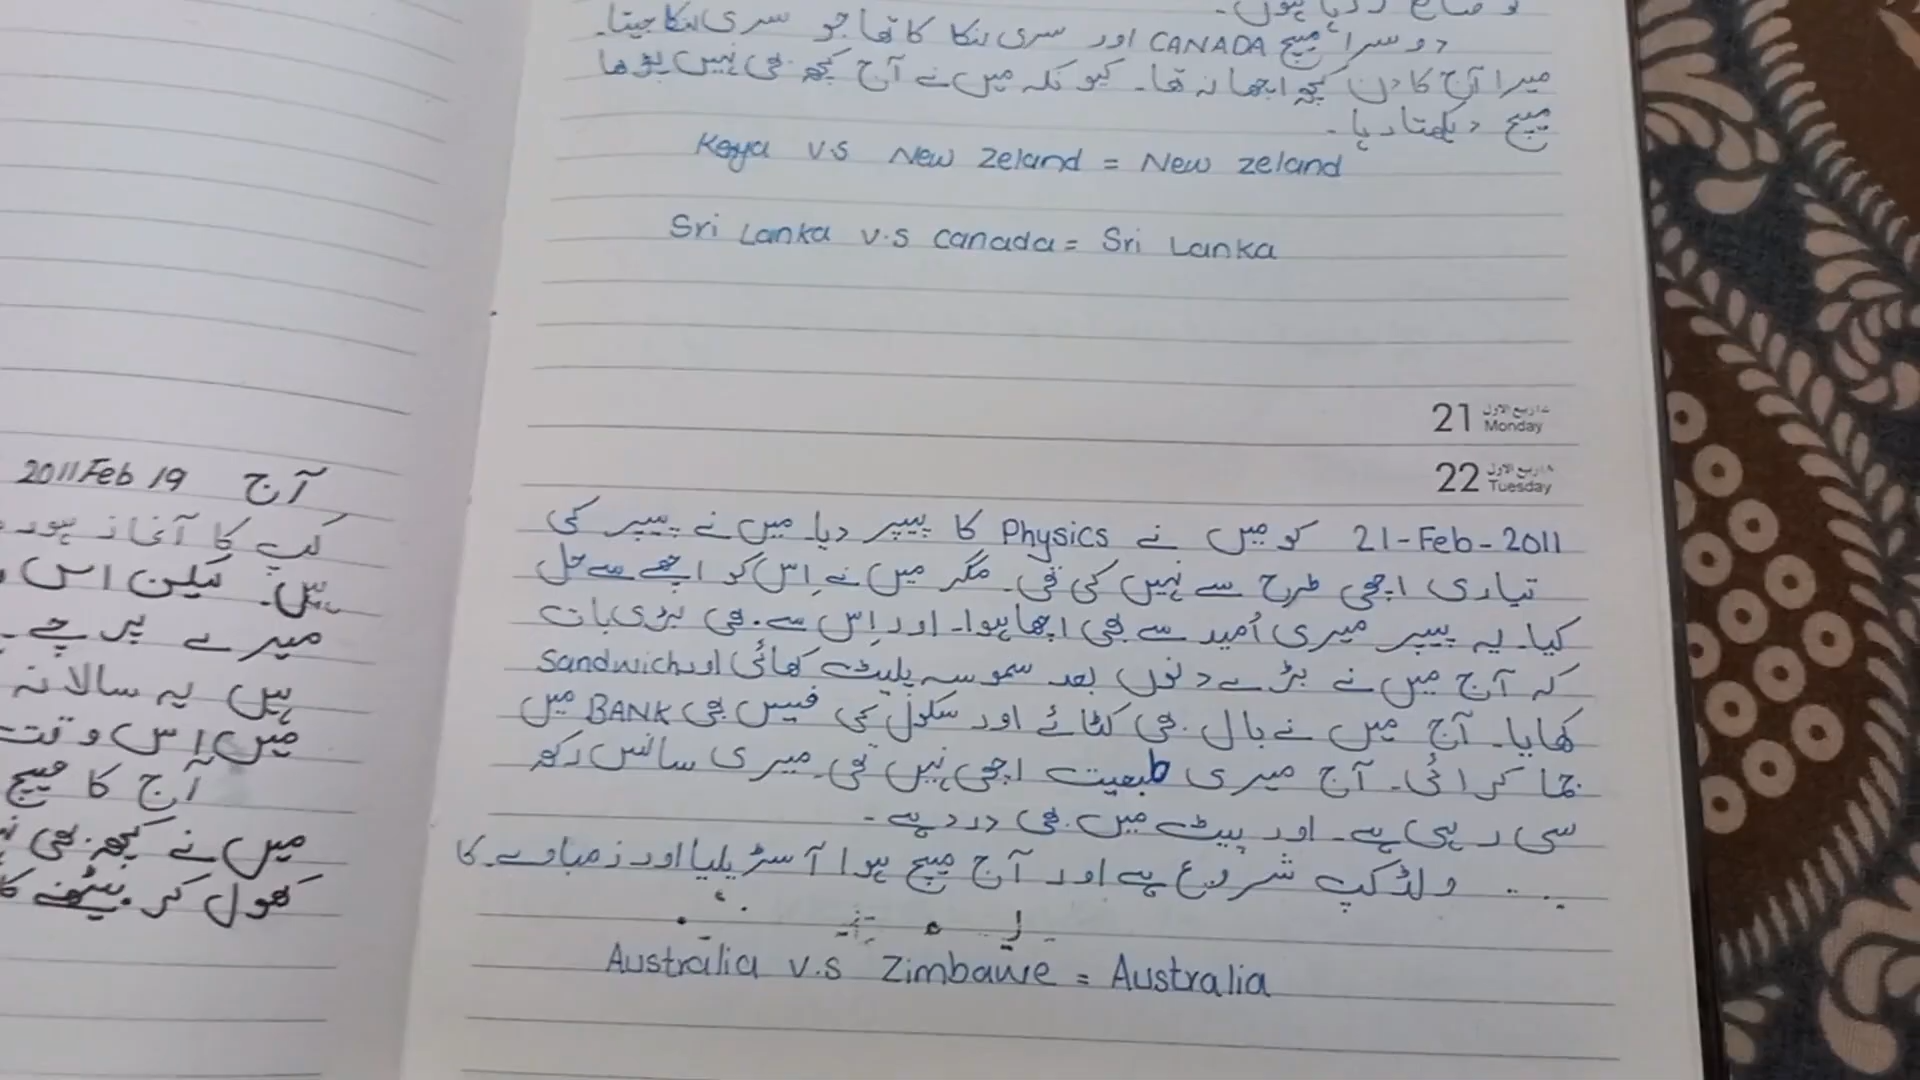 دوسرا میچ CANADA اور سری لنکا کا تھا جو سری لنکا جیتا۔
میرا آج کا دن کچھ اچھا نہ تھا۔ کیونکہ میں نے آج کچھ بھی نہیں پڑھا
میچ دیکھتا رہا۔
Keya v.s New Zeland = New Zeland
Sri Lanka v.s Canada = Sri Lanka
21 Monday
22 Tuesday
21-Feb-2011 کو میں نے Physics کا پیپر دیا۔ میں نے پیپر کی
تیاری اچھی طرح سے نہیں کی تھی۔ مگر میں نے اِس کو اچھے سے حل
کیا۔ یہ پیپر میری اُمید سے بھی اچھا ہوا۔ اور اِس سے بھی بڑی بات
کہ آج میں نے بڑے دنوں بعد سموسہ پلیٹ کھائی اور Sandwich
کھایا۔ آج میں نے بال بھی کٹائے اور سکول کی فیس بھی BANK میں
جما کرائی۔ آج میری طبعیت اچھی نہیں تھی۔ میری سانس رکھ
سی رہی ہے۔ اور پیٹ میں بھی درد ہے۔
ولڈکپ شروع ہے اور آج میچ ہوا آسٹریلیا اور زمباوے کا
Australia v.s Zimbawe = Australia
2011 Feb 19 آج
کپ کا آغاز ہورہ
ہیں۔ لیکن اس
میرے پرچے
ہیں یہ سالانہ
میں اس وقت
آج کا میچ
میں نے کچھ بھی
کھول کر بیٹھنے کا